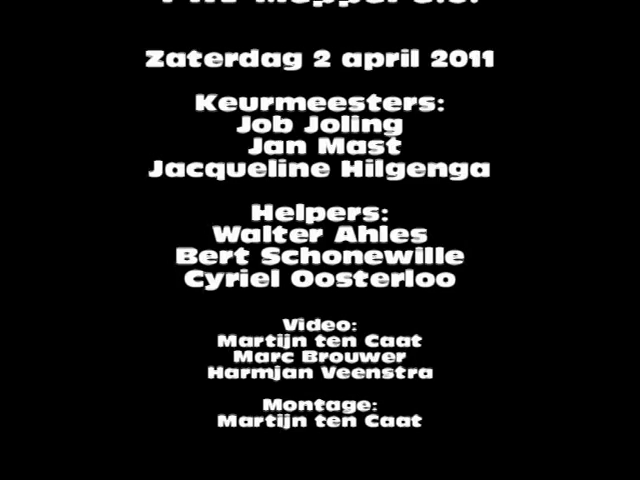 Zaterdag 2 april 2011
Keurmeesters:
Job Joling
Jan Mast
Jacqueline Hilgenga
Helpers:
Walter Ahles
Bert Schonewille
Cyriel Oosterloo
Video:
Martijn ten Caat
Marc Brouwer
Harmjan Veenstra
Montage:
Martijn ten Caat